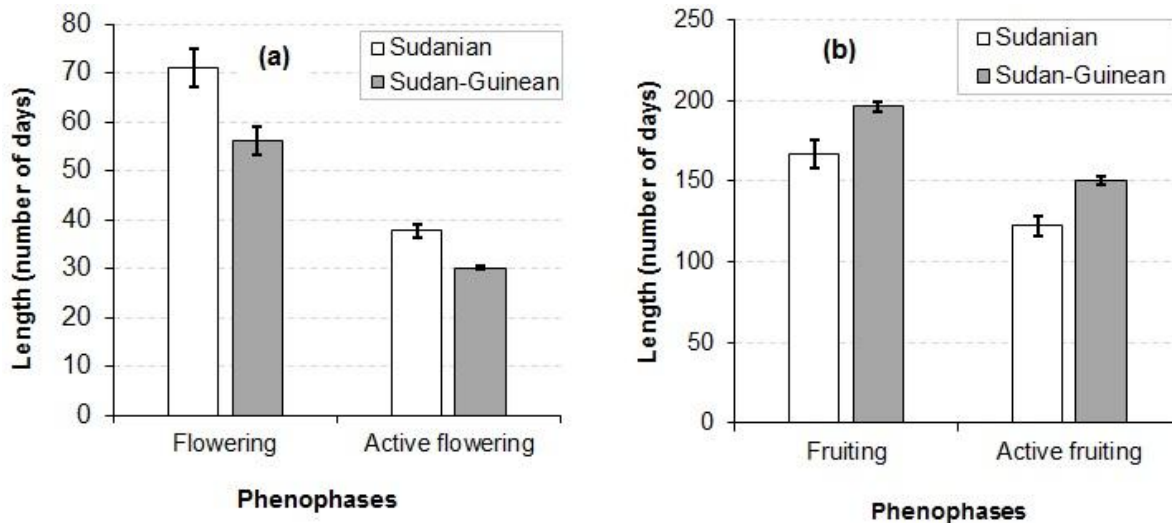 (a)
Sudanian
Sudan-Guinean
Length (number of days)
80
70
60
50
40
30
20
10
0
Flowering
Active flowering
Phenophases
(b)
Sudanian
Sudan-Guinean
Length (number of days)
250
200
150
100
50
0
Fruiting
Active fruiting
Phenophases